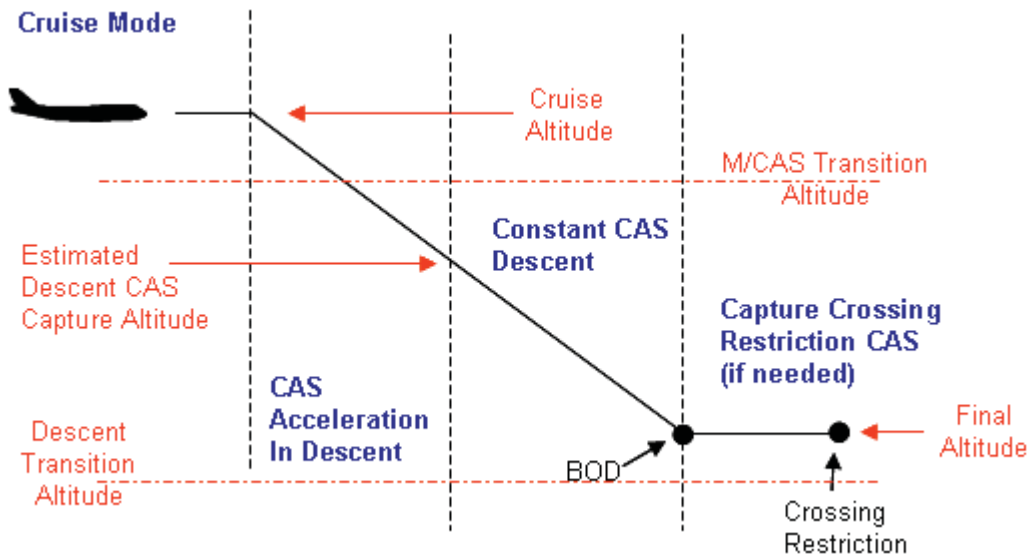 Cruise Mode
Cruise
Altitude
M/CAS Transition
Altitude
Constant CAS
Descent
Estimated
Descent CAS
Capture Altitude
Capture Crossing
Restriction CAS
(if needed)
CAS
Acceleration
In Descent
Descent
Transition
Altitude
Final
Altitude
BOD
Crossing
Restriction